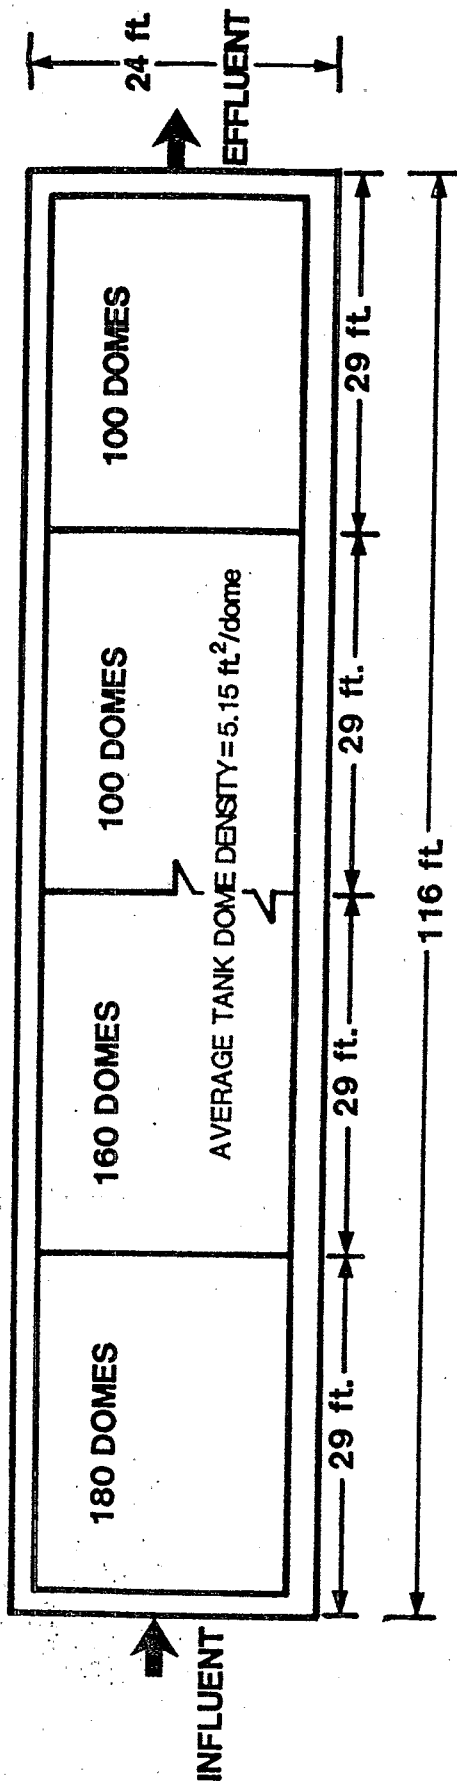 24 ft.
INFLUENT
EFFLUENT
180 DOMES
160 DOMES
100 DOMES
100 DOMES
AVERAGE TANK DOME DENSITY=5.15 ft.²/dome
29 ft.
29 ft.
29 ft.
29 ft.
116 ft.